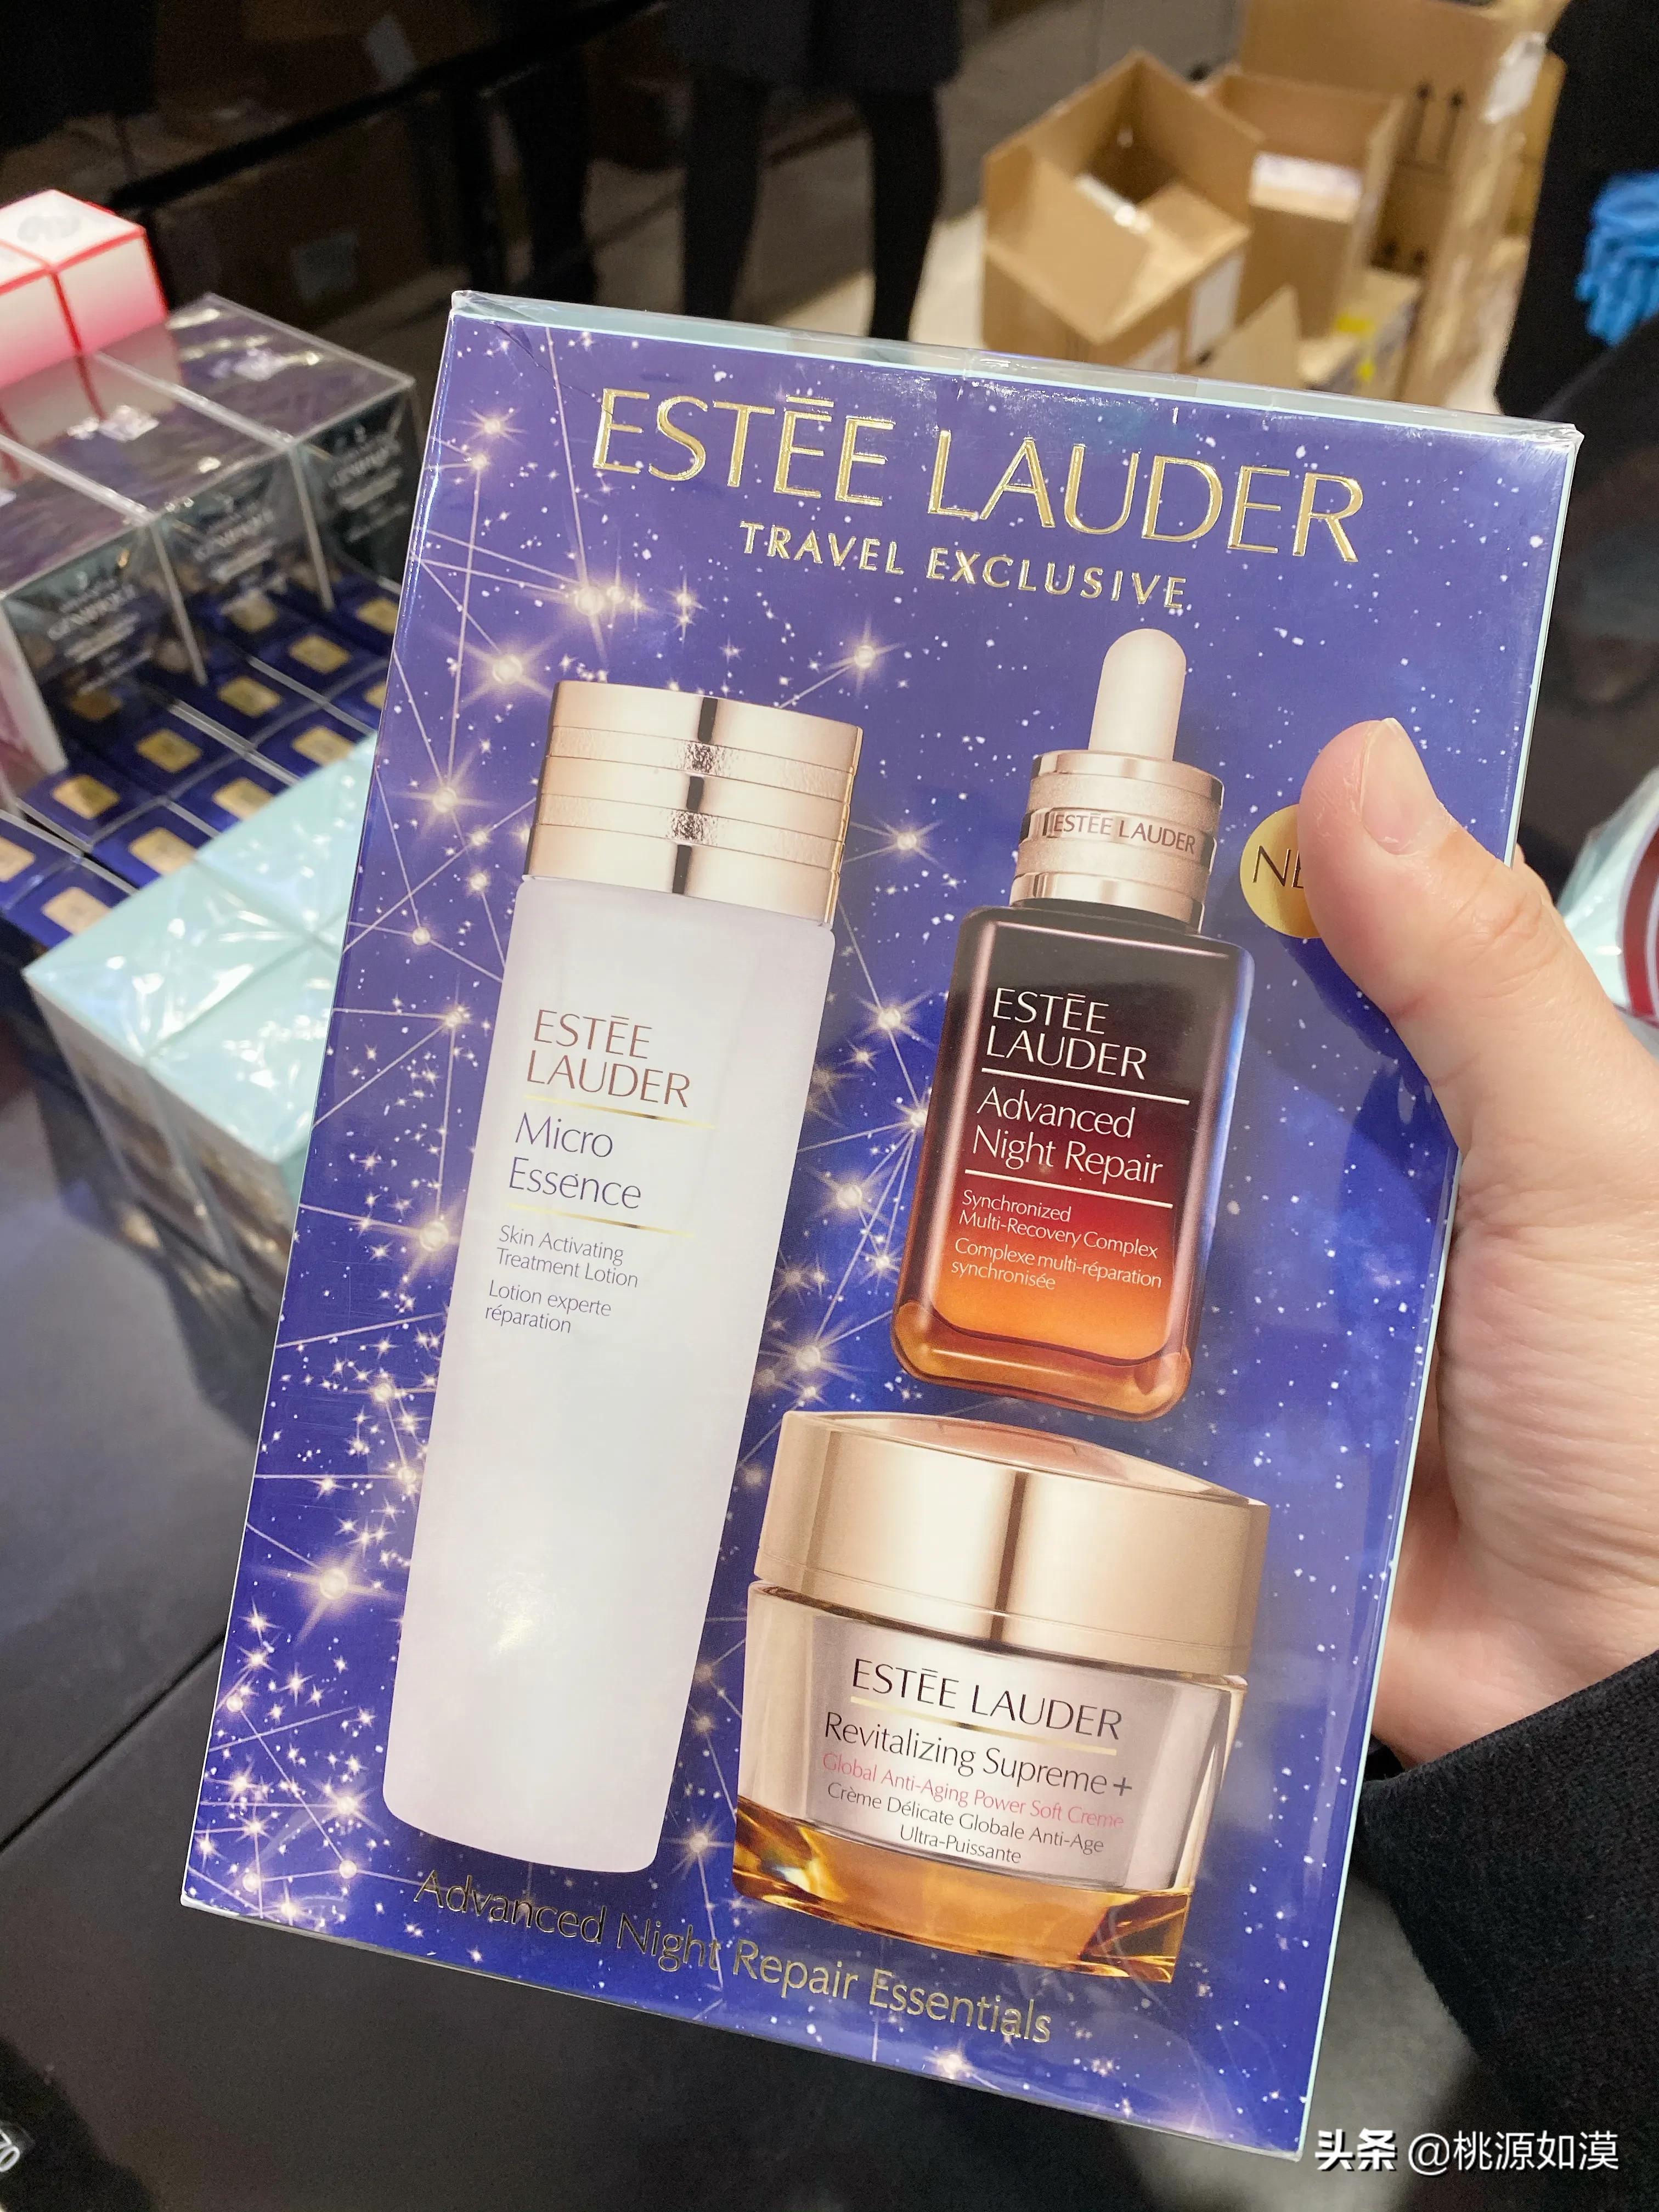 ESTĒE LAUDER
TRAVEL EXCLUSIVE
ESTĒE LAUDER
ESTĒE
LAUDER
Micro
Essence
Skin Activating
Treatment Lotion
Lotion experte
réparation
ESTĒE
LAUDER
Advanced
Night Repair
Synchronized
Multi-Recovery Complex
Complexe multi-réparation
synchronisée
ESTĒE LAUDER
Revitalizing Supreme+
Global Anti-Aging Power Soft Creme
Crème Délicate Globale Anti-Age
Ultra-Puissante
Advanced Night Repair Essentials
头条 @桃源如漠